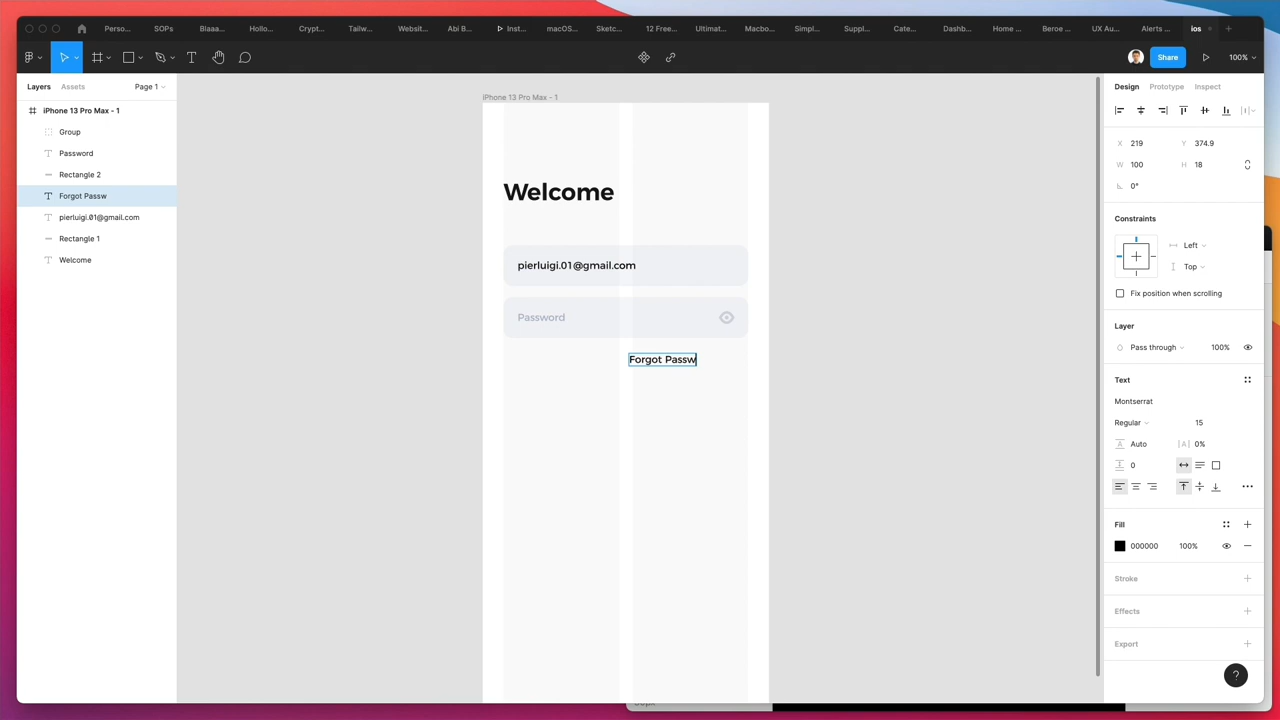 Perso...
SOPs
Blaaa...
Hollo...
Crypt...
Tailw...
Websit...
Abi B...
Inst...
macOS...
Sketc...
12 Free...
Ultimat...
Macbo...
Simpl...
Suppl...
Cate...
Dashb...
Home ...
Beroe ...
UX Au...
Alerts ...
ios
Share
100%
Layers
Assets
Page 1
iPhone 13 Pro Max - 1
Group
Password
Rectangle 2
Forgot Passw
pierluigi.01@gmail.com
Rectangle 1
Welcome
iPhone 13 Pro Max - 1
Welcome
pierluigi.01@gmail.com
Password
Forgot Passw
Design
Prototype
Inspect
X 219 Y 374.9
W 100 H 18
0°
Constraints
Left
Top
Fix position when scrolling
Layer
Pass through 100%
Text
Montserrat
Regular 15
Auto 0%
0
Fill
000000 100%
Stroke
Effects
Export
?